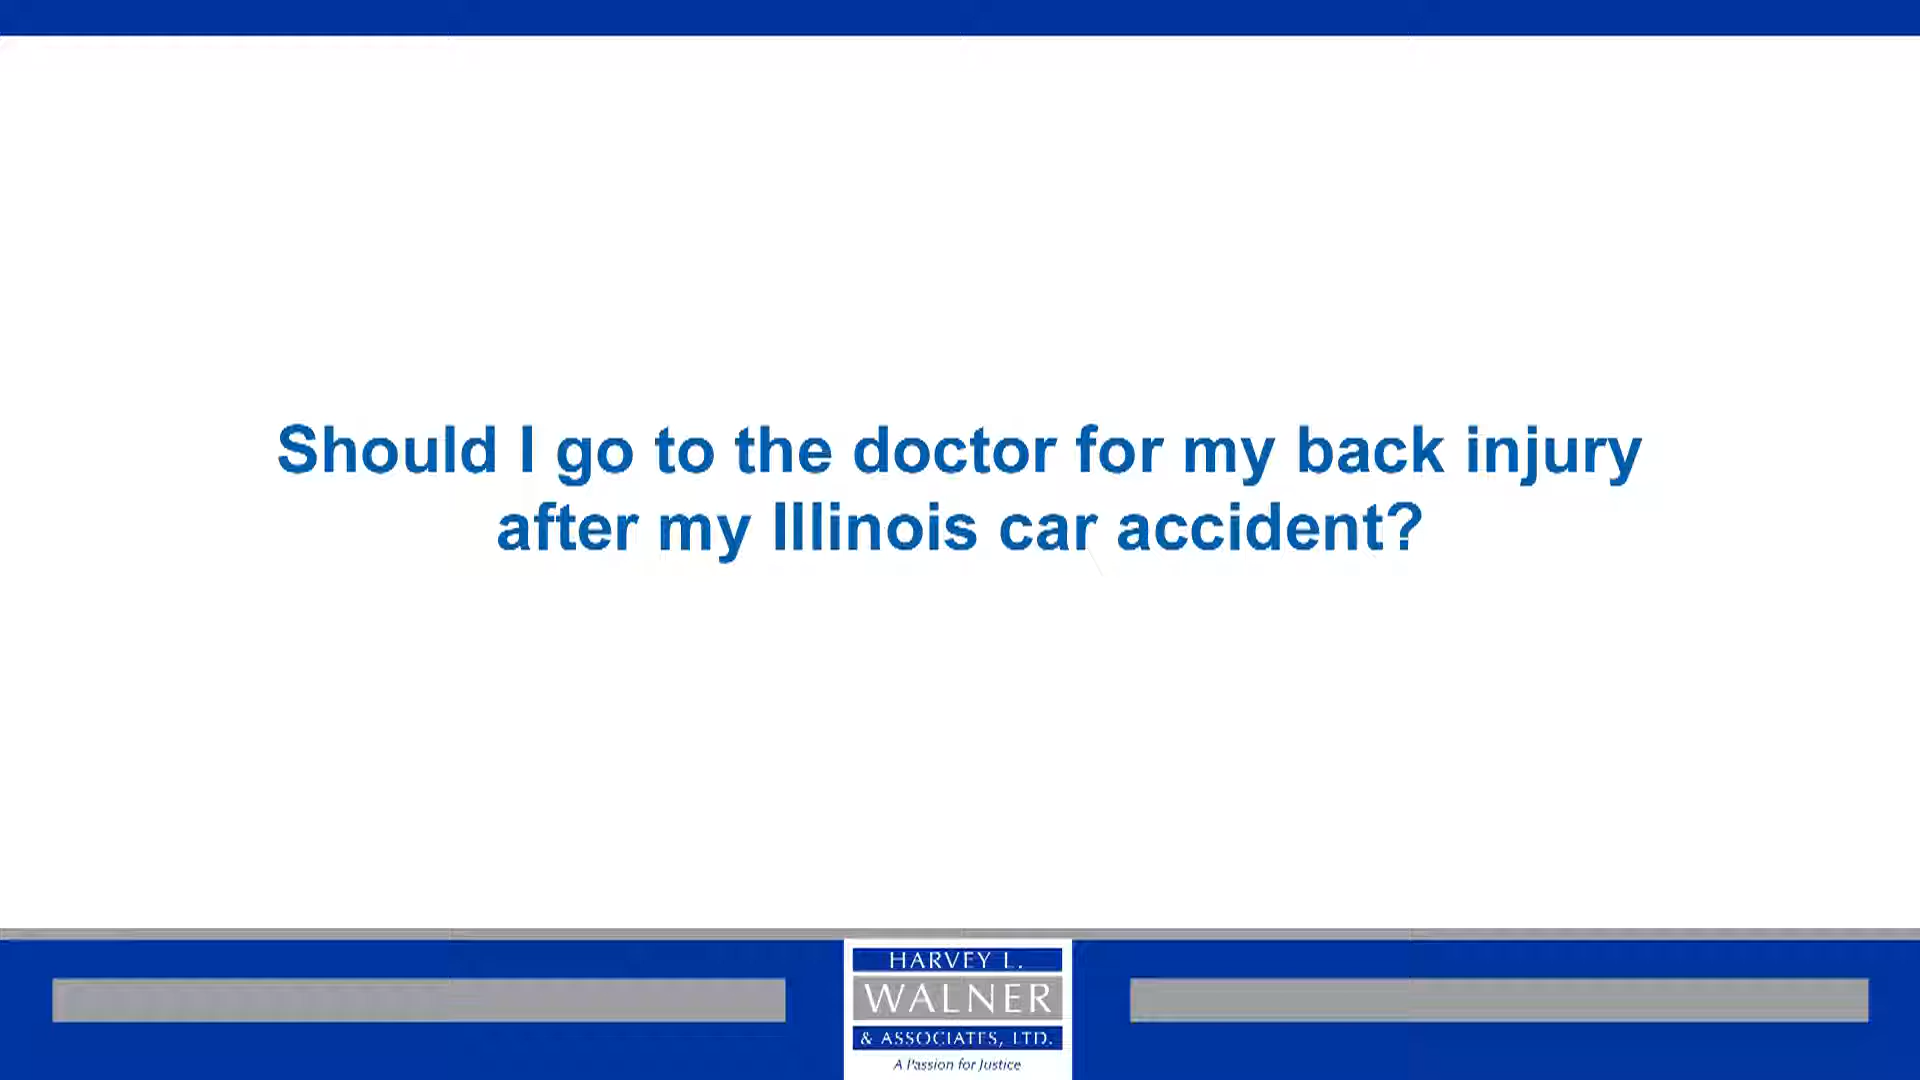 Should I go to the doctor for my back injury
after my Illinois car accident?
HARVEY L.
WALNER
& ASSOCIATES, LTD.
A Passion for Justice